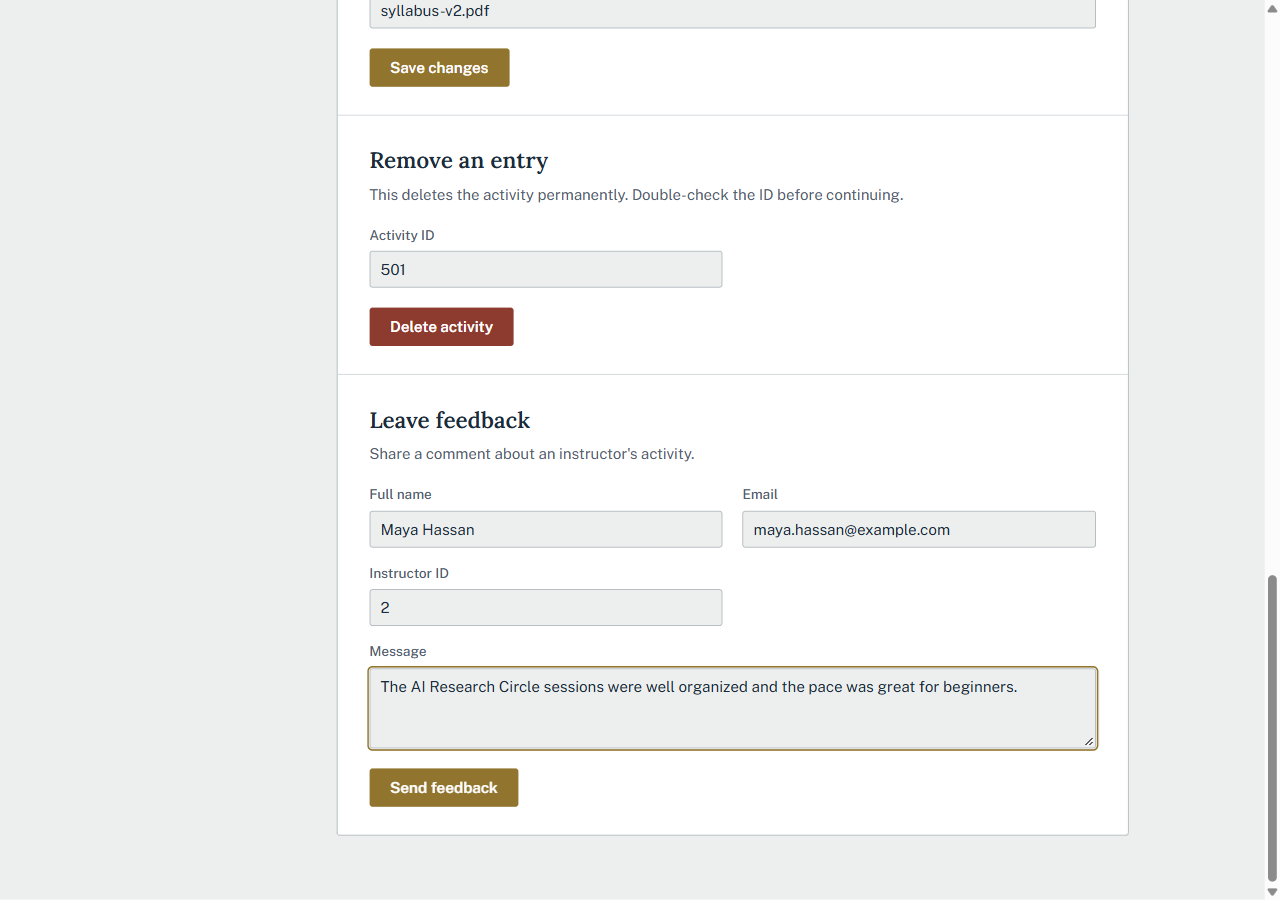 syllabus-v2.pdf
Save changes
Remove an entry
This deletes the activity permanently. Double-check the ID before continuing.
Activity ID
501
Delete activity
Leave feedback
Share a comment about an instructor's activity.
Full name
Email
Maya Hassan
maya.hassan@example.com
Instructor ID
2
Message
The AI Research Circle sessions were well organized and the pace was great for beginners.
Send feedback